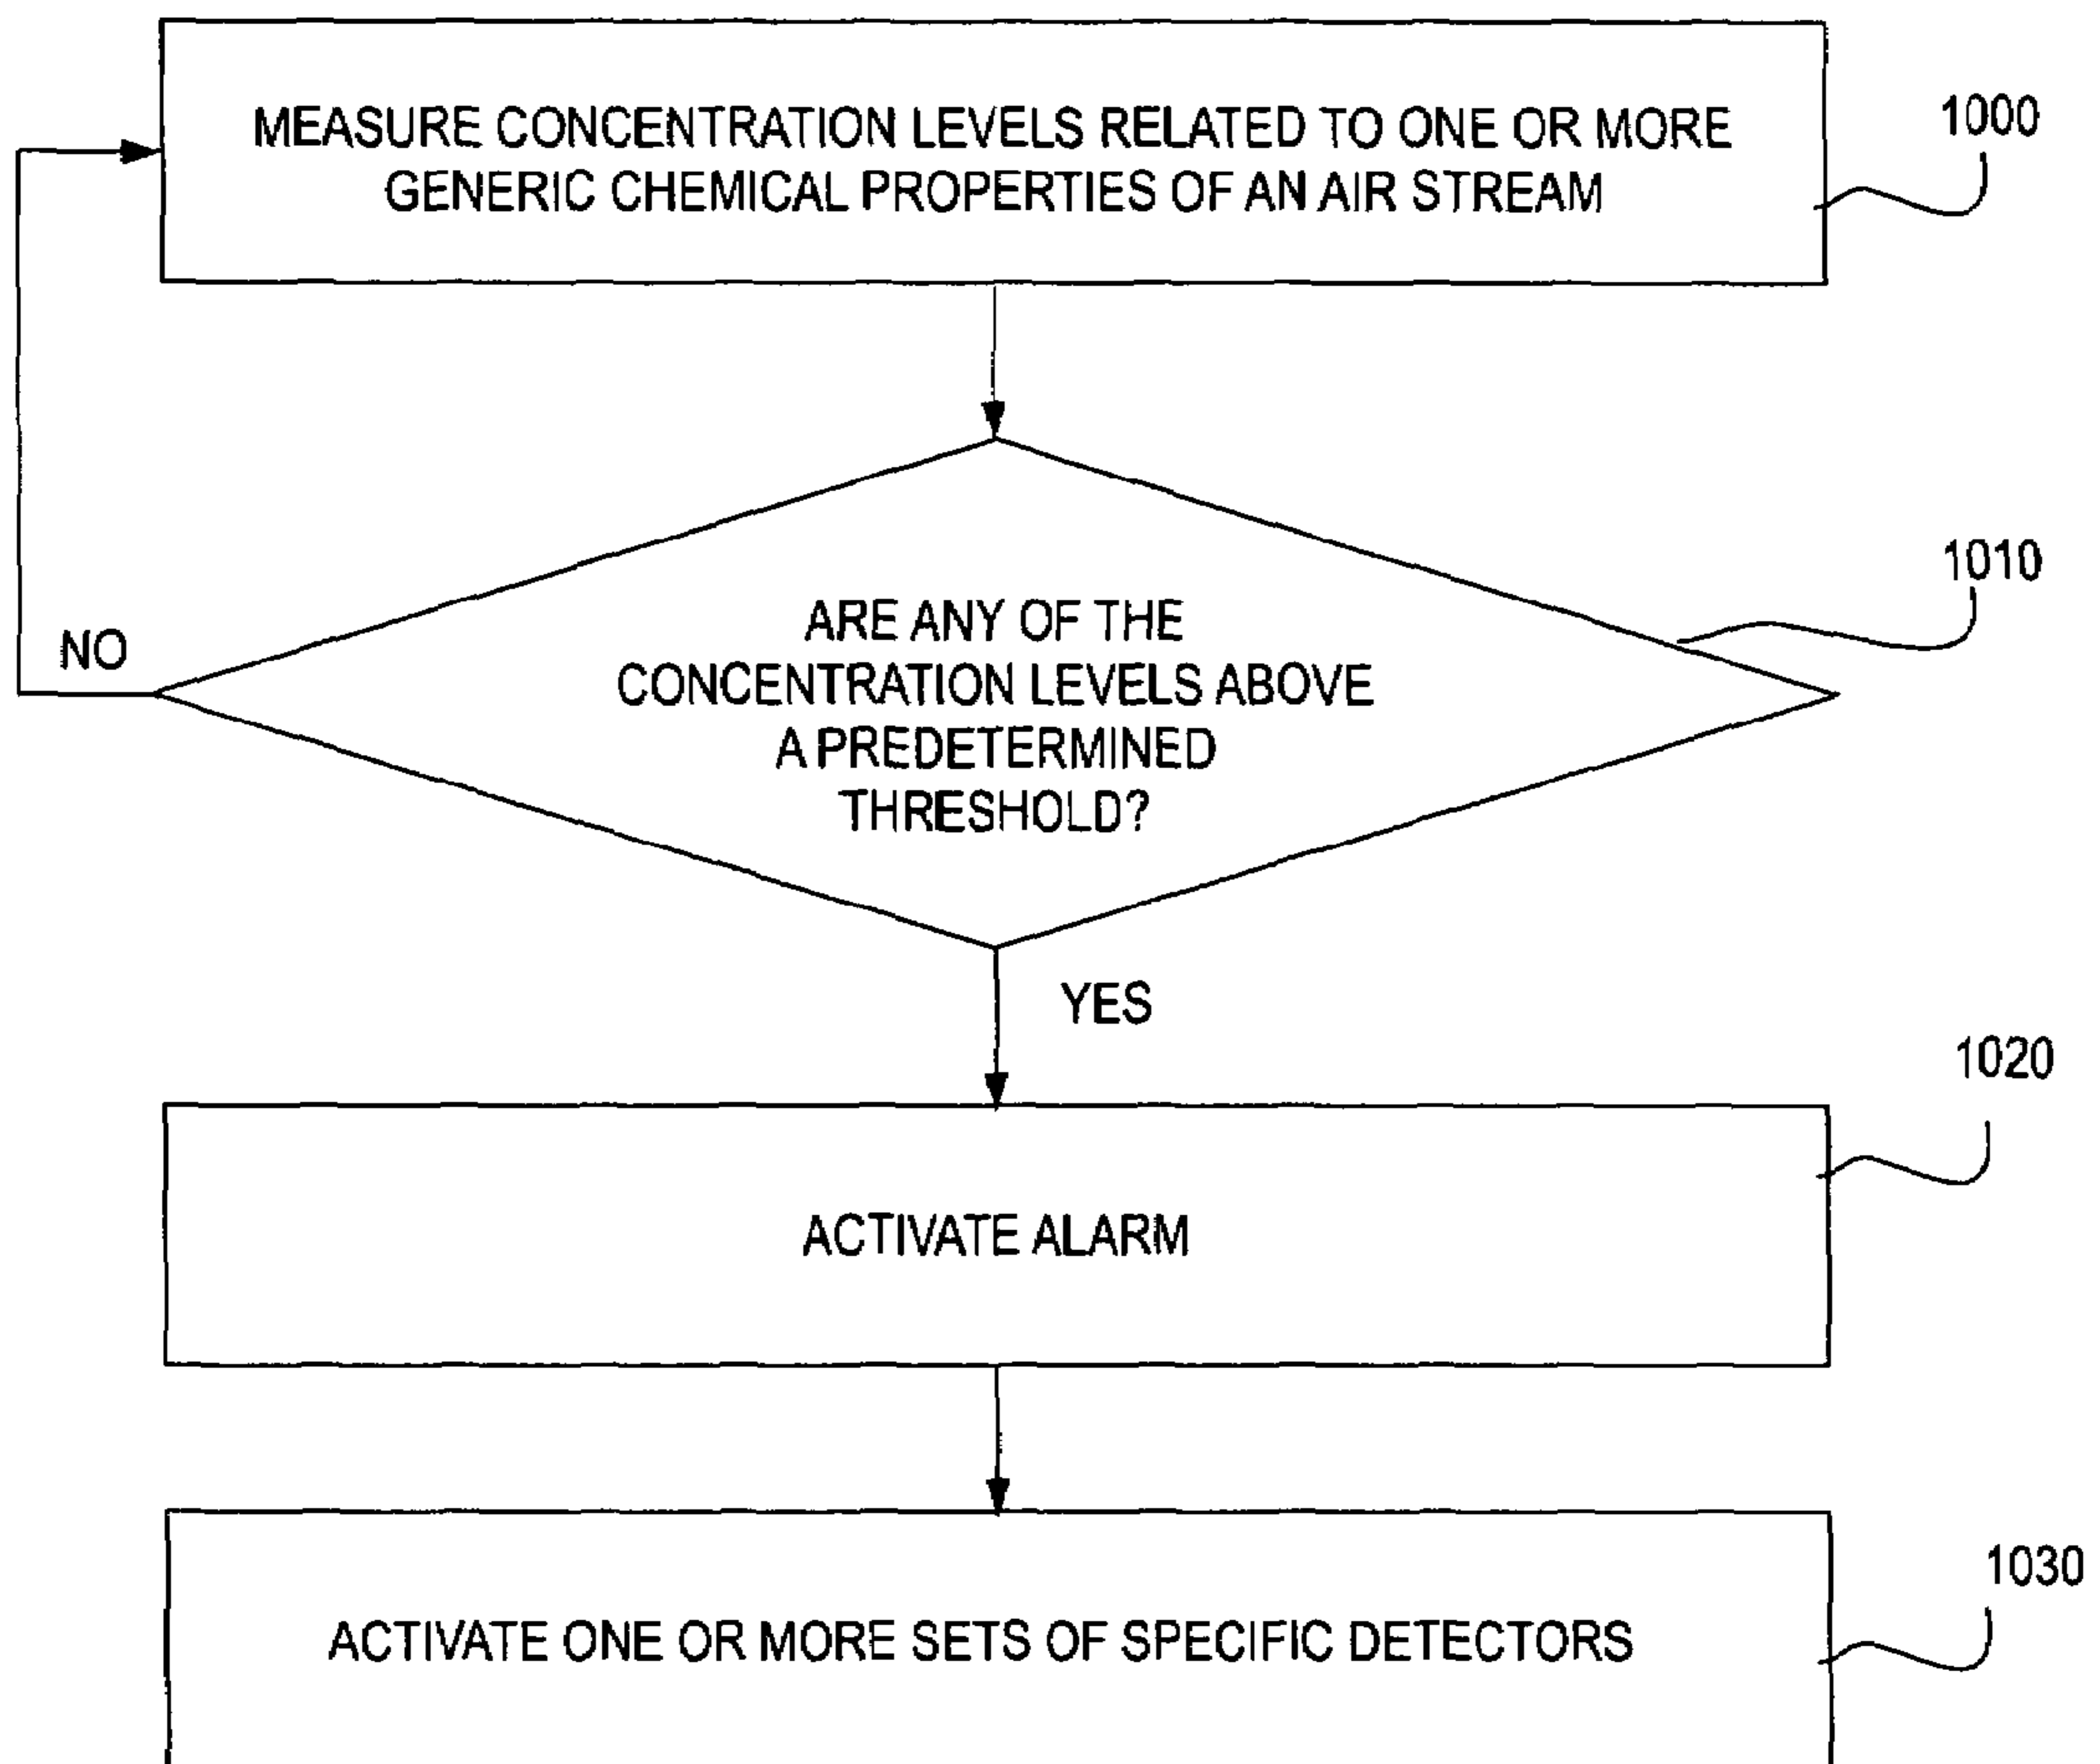 MEASURE CONCENTRATION LEVELS RELATED TO ONE OR MORE
GENERIC CHEMICAL PROPERTIES OF AN AIR STREAM
1000
ARE ANY OF THE
CONCENTRATION LEVELS ABOVE
A PREDETERMINED
THRESHOLD?
1010
NO
YES
1020
ACTIVATE ALARM
1030
ACTIVATE ONE OR MORE SETS OF SPECIFIC DETECTORS